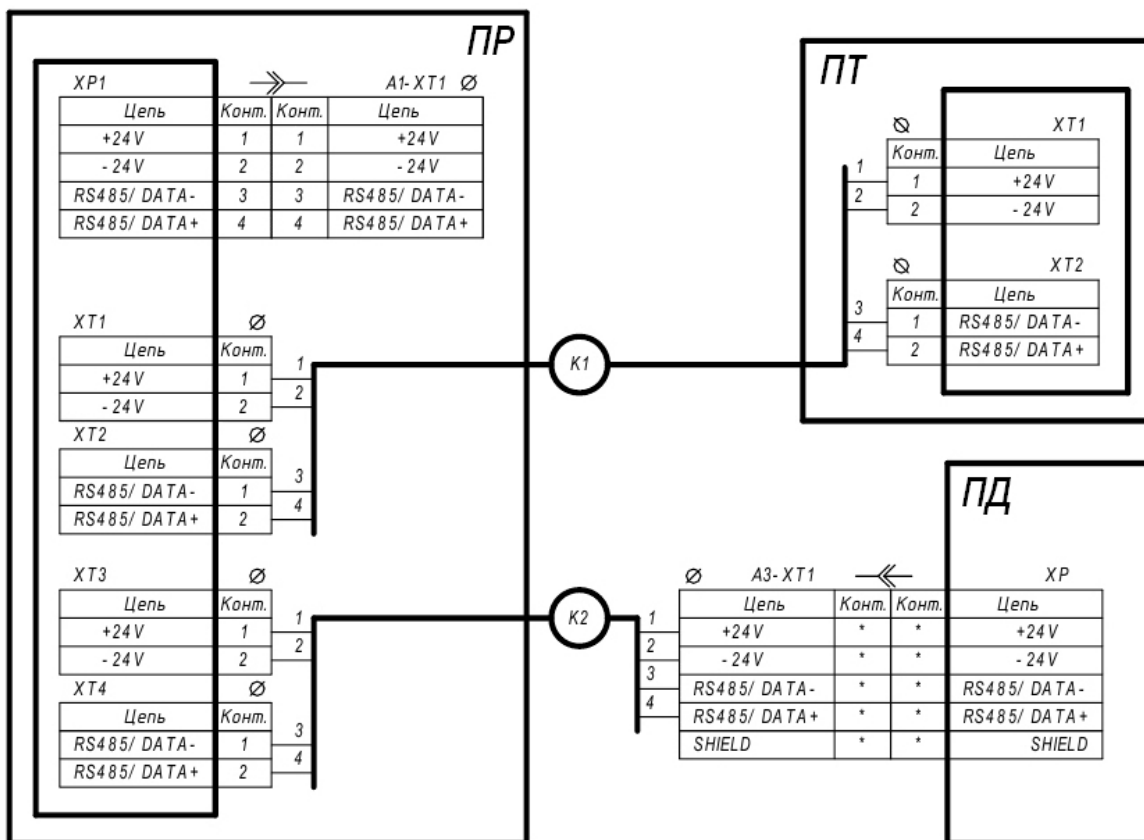 ПР
XP1 A1-XT1 Ø
Цепь Конт. Конт. Цепь
+24V 1 1 +24V
-24V 2 2 -24V
RS485/ DATA- 3 3 RS485/ DATA-
RS485/ DATA+ 4 4 RS485/ DATA+
XT1 Ø
Цепь Конт.
+24V 1 1
-24V 2 2
XT2 Ø
Цепь Конт.
RS485/ DATA- 1 3
RS485/ DATA+ 2 4
XT3 Ø
Цепь Конт.
+24V 1 1
-24V 2 2
XT4 Ø
Цепь Конт.
RS485/ DATA- 1 3
RS485/ DATA+ 2 4
K1
K2
ПТ
Ø XT1
Конт. Цепь
1 1 +24V
2 2 -24V
Ø XT2
Конт. Цепь
3 1 RS485/ DATA-
4 2 RS485/ DATA+
ПД
Ø A3-XT1 XP
Цепь Конт. Конт. Цепь
1 +24V * * +24V
2 -24V * * -24V
3 RS485/ DATA- * * RS485/ DATA-
4 RS485/ DATA+ * * RS485/ DATA+
SHIELD * * SHIELD